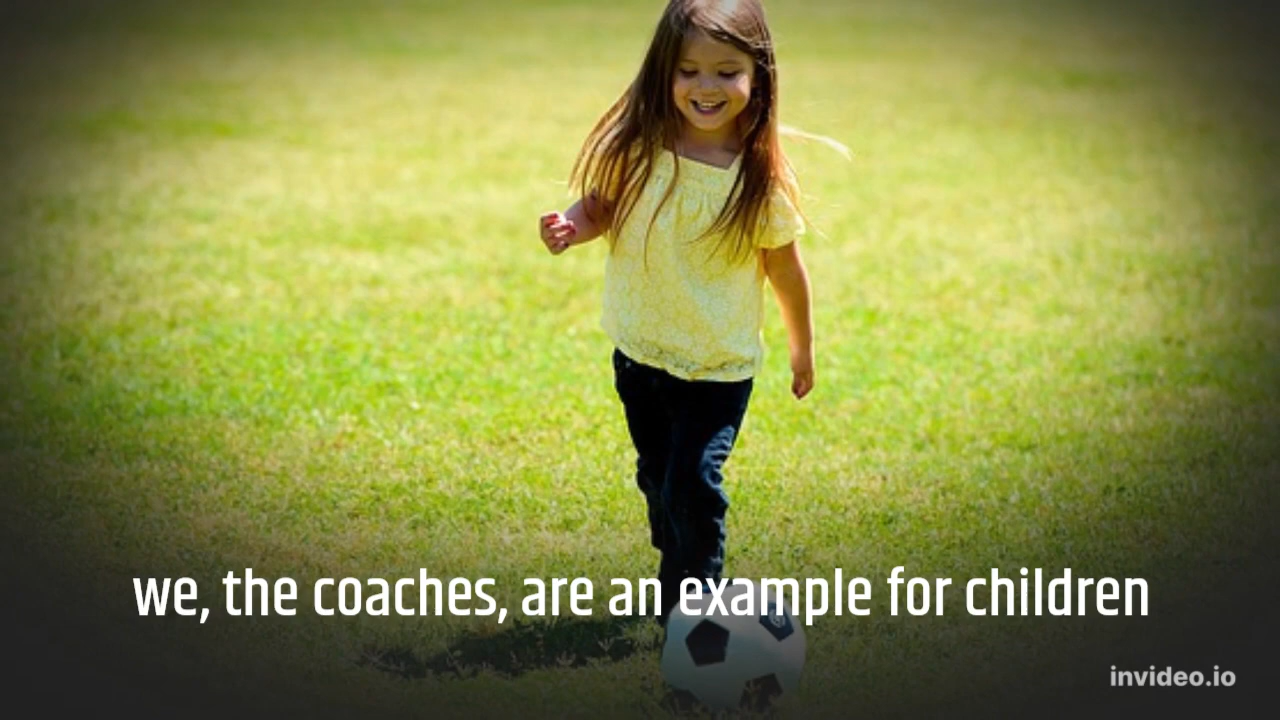 we, the coaches, are an example for children
invideo.io